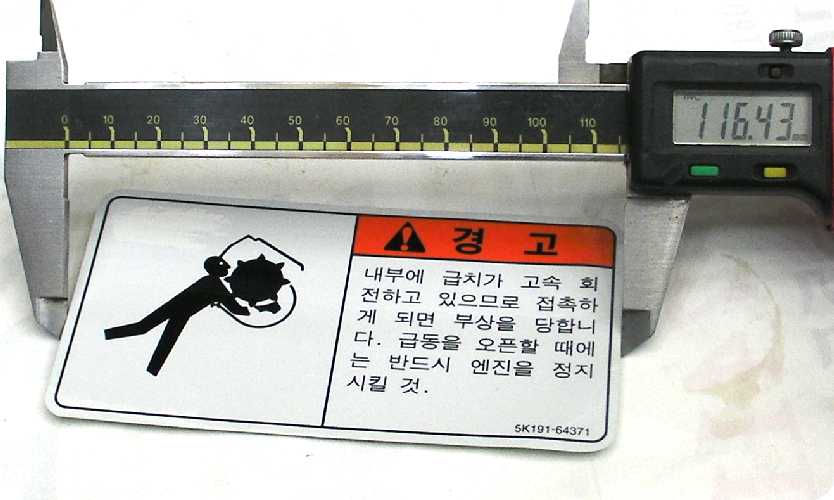 0 10 20 30 40 50 60 70 80 90 100 110
116.43
경 고
내부에 급치가 고속 회
전하고 있으므로 접촉하
게 되면 부상을 당합니
다. 급동을 오픈할 때에
는 반드시 엔진을 정지
시킬 것.
5K191-64371